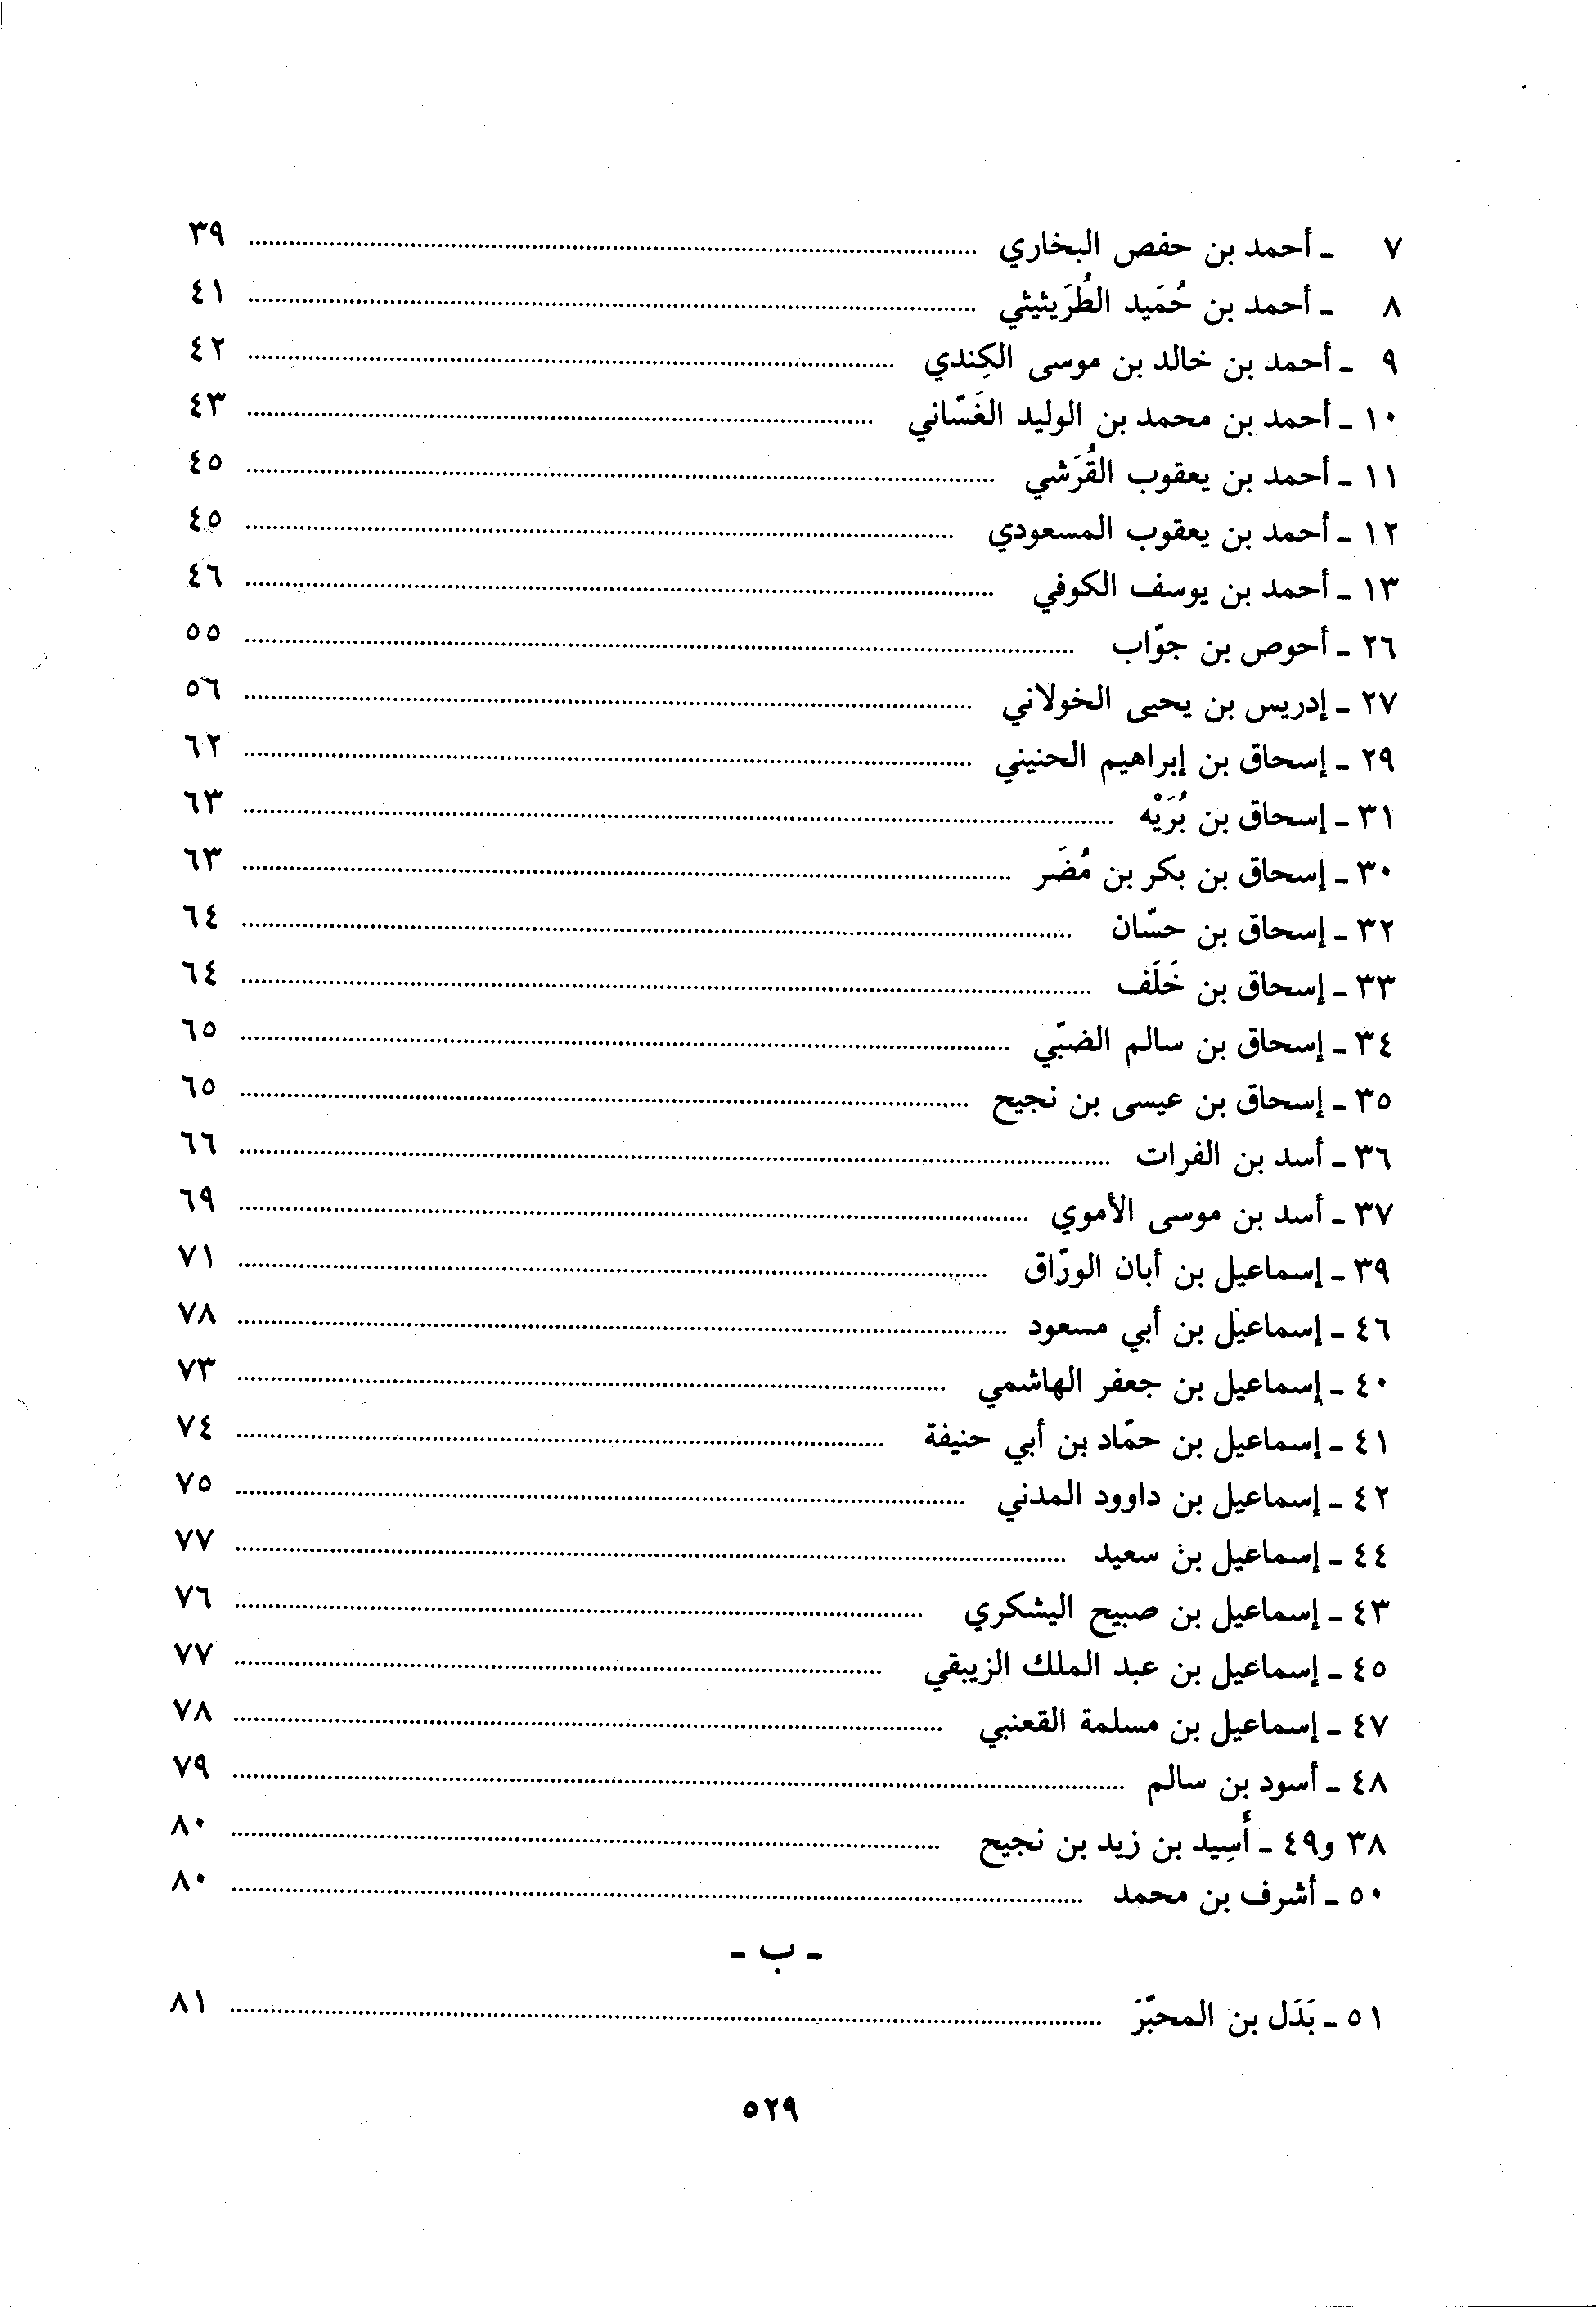 ٧ - أحمد بن حفص البخاري ........ ٣٩
٨ - أحمد بن حُمَيد الطُرَيثيثي ........ ٤١
٩ - أحمد بن خالد بن موسى الكِندي ........ ٤٢
١٠ - أحمد بن محمد بن الوليد الغَسّاني ........ ٤٣
١١ - أحمد بن يعقوب القُرَشي ........ ٤٥
١٢ - أحمد بن يعقوب المسعودي ........ ٤٥
١٣ - أحمد بن يوسف الكوفي ........ ٤٦
٢٦ - أحوص بن جوّاب ........ ٥٥
٢٧ - إدريس بن يحيى الخولاني ........ ٥٦
٢٩ - إسحاق بن إبراهيم الحنيني ........ ٦٢
٣١ - إسحاق بن بُرَيْه ........ ٦٣
٣٠ - إسحاق بن بكر بن مُضَر ........ ٦٣
٣٢ - إسحاق بن حسّان ........ ٦٤
٣٣ - إسحاق بن خَلَف ........ ٦٤
٣٤ - إسحاق بن سالم الضبّي ........ ٦٥
٣٥ - إسحاق بن عيسى بن نجيح ........ ٦٥
٣٦ - أسد بن الفرات ........ ٦٦
٣٧ - أسد بن موسى الأموي ........ ٦٩
٣٩ - إسماعيل بن أبان الورّاق ........ ٧١
٤٦ - إسماعيل بن أبي مسعود ........ ٧٨
٤٠ - إسماعيل بن جعفر الهاشمي ........ ٧٣
٤١ - إسماعيل بن حمّاد بن أبي حنيفة ........ ٧٤
٤٢ - إسماعيل بن داوود المدني ........ ٧٥
٤٤ - إسماعيل بن سعيد ........ ٧٧
٤٣ - إسماعيل بن صبيح اليشكري ........ ٧٦
٤٥ - إسماعيل بن عبد الملك الزيبقي ........ ٧٧
٤٧ - إسماعيل بن مسلمة القعنبي ........ ٧٨
٤٨ - أسود بن سالم ........ ٧٩
٣٨ و٤٩ - أَسِيد بن زيد بن نجيح ........ ٨٠
٥٠ - أشرف بن محمد ........ ٨٠
- ب -
٥١ - بَدَل بن المحبّر ........ ٨١
٥٢٩